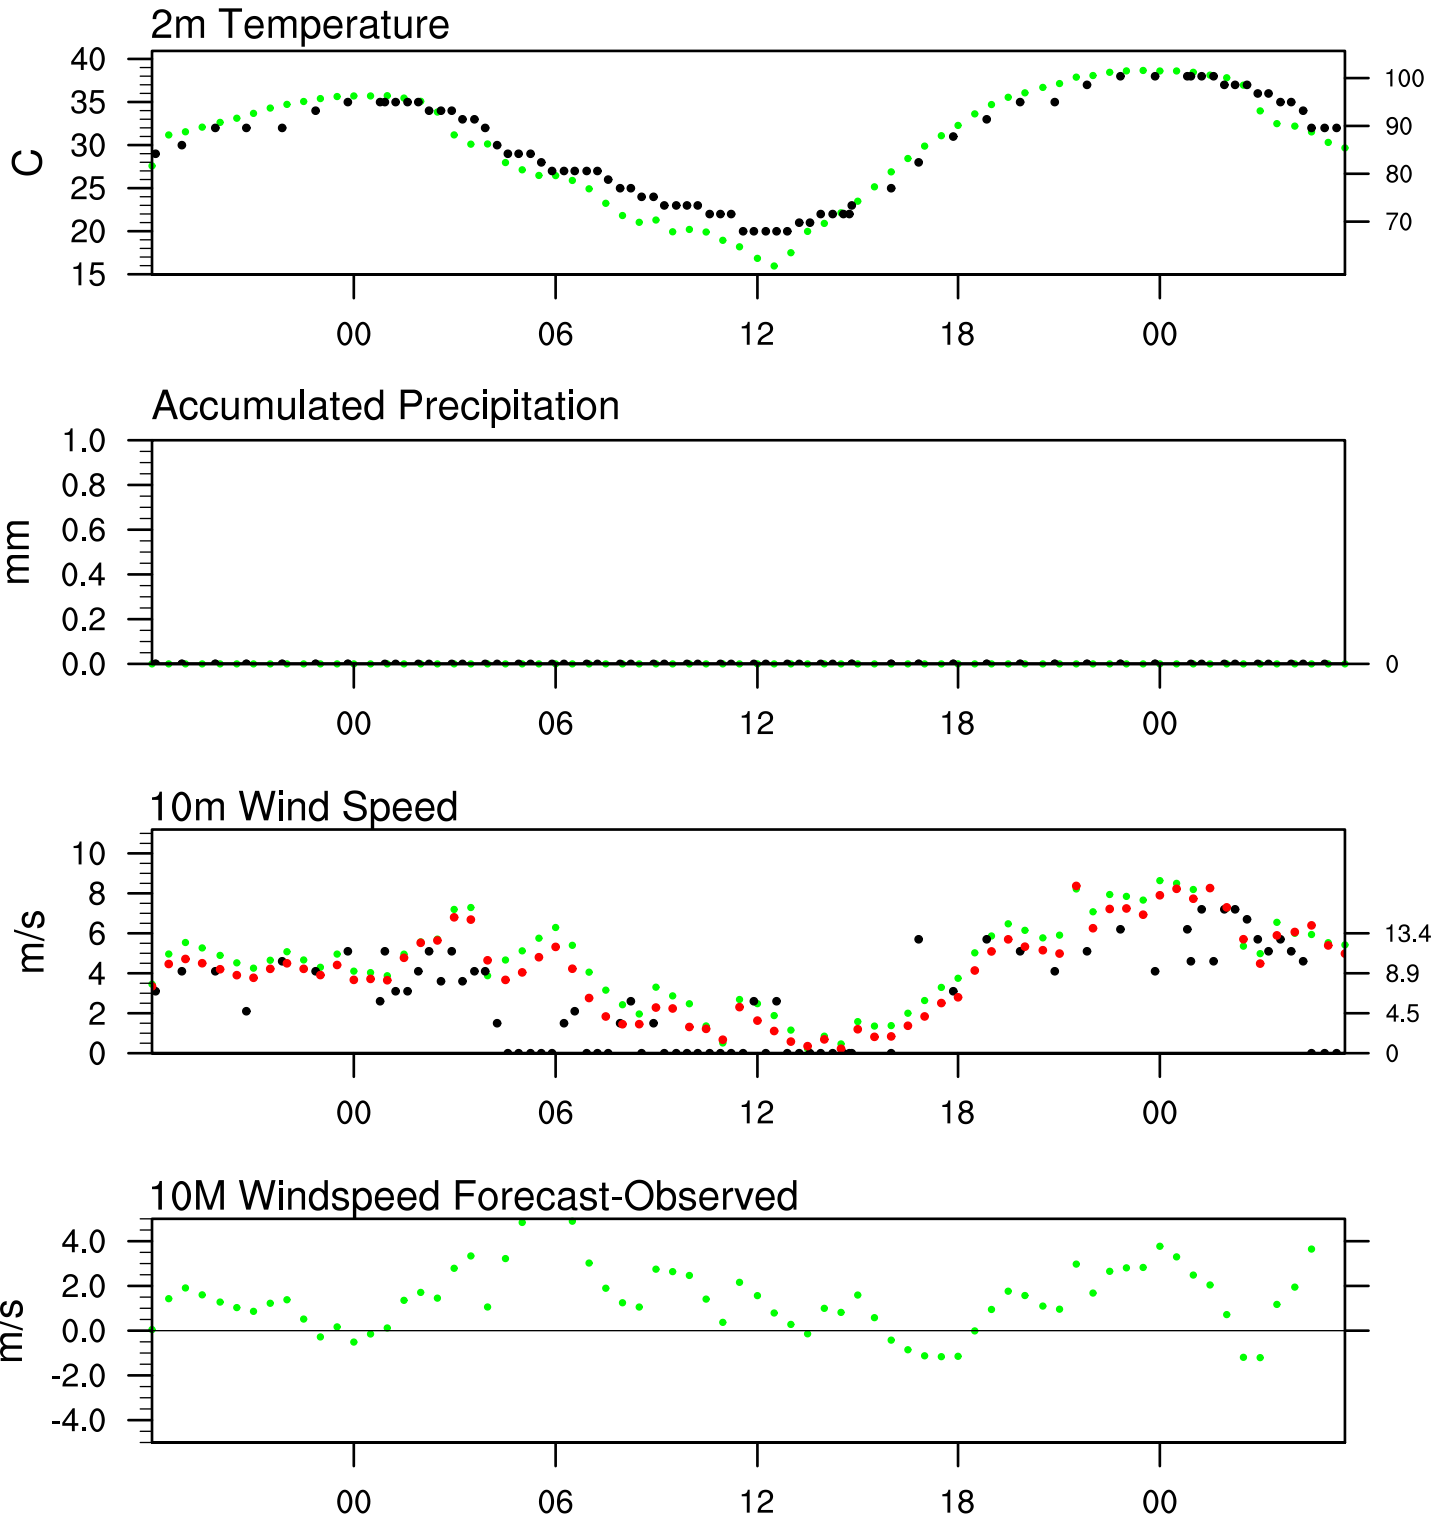 2m Temperature
40
35
30
25
20
15
C
100
90
80
70
00 06 12 18 00
Accumulated Precipitation
1.0
0.8
0.6
0.4
0.2
0.0
mm
0
00 06 12 18 00
10m Wind Speed
10
8
6
4
2
0
m/s
13.4
8.9
4.5
0
00 06 12 18 00
10M Windspeed Forecast-Observed
4.0
2.0
0.0
-2.0
-4.0
m/s
00 06 12 18 00